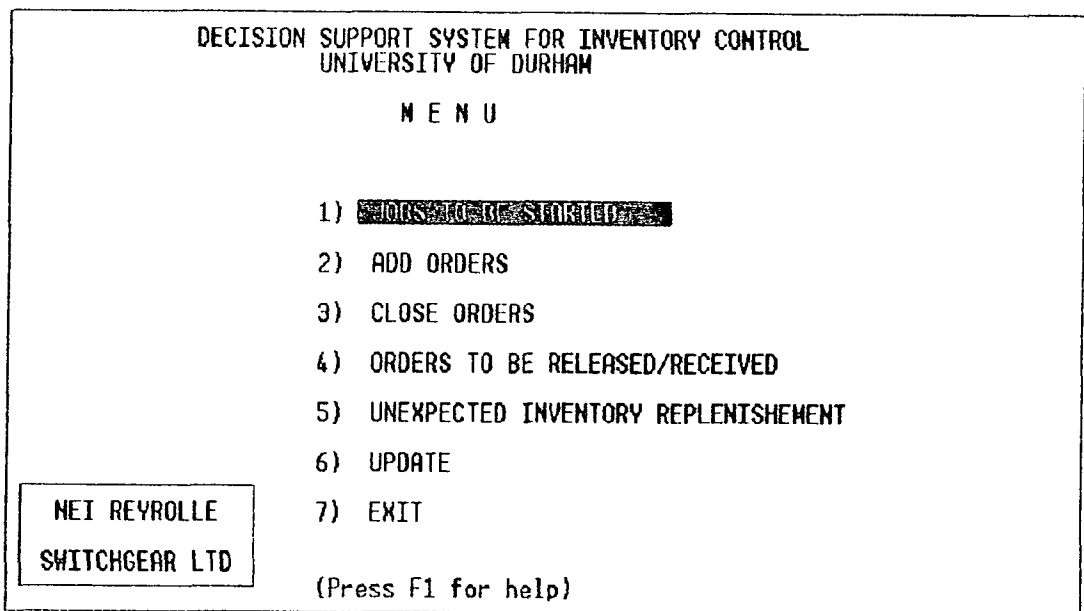 DECISION SUPPORT SYSTEM FOR INVENTORY CONTROL
UNIVERSITY OF DURHAM
M E N U
1) JOBS TO BE STARTED
2) ADD ORDERS
3) CLOSE ORDERS
4) ORDERS TO BE RELEASED/RECEIVED
5) UNEXPECTED INVENTORY REPLENISHEMENT
6) UPDATE
7) EXIT
NEI REYROLLE
SWITCHGEAR LTD
(Press F1 for help)